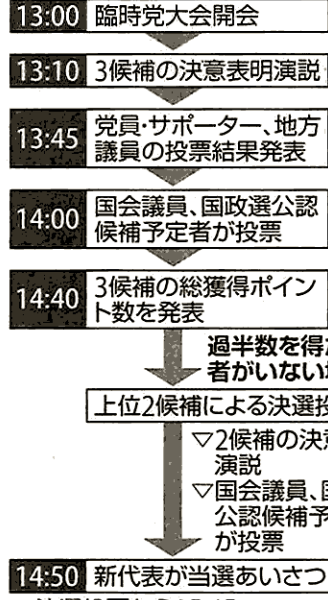 13:00 臨時党大会開会
13:10 3候補の決意表明演説
13:45 党員・サポーター、地方
議員の投票結果発表
14:00 国会議員、国政選公認
候補予定者が投票
14:40 3候補の総獲得ポイン
ト数を発表
過半数を得
者がいない
上位2候補による決選
▽2候補の決
演説
▽国会議員、
公認候補予
が投票
14:50 新代表が当選あいさつ